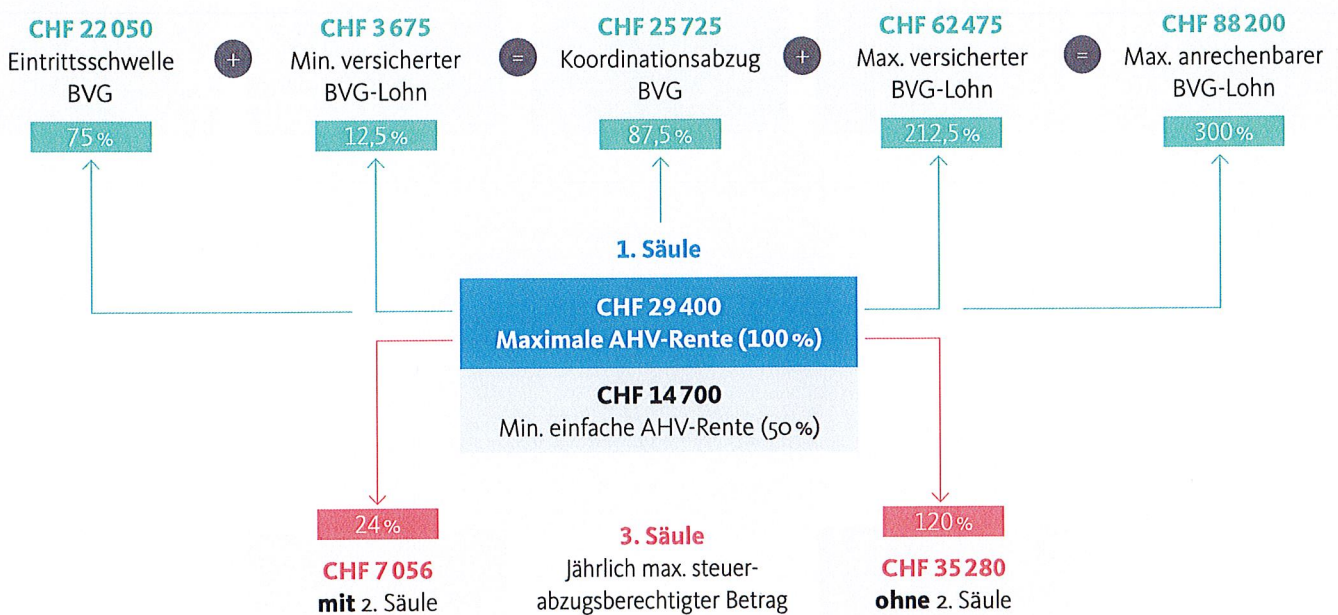 CHF 22 050
Eintrittsschwelle
BVG
75 %
+
CHF 3 675
Min. versicherter
BVG-Lohn
12,5 %
=
CHF 25 725
Koordinationsabzug
BVG
87,5 %
+
CHF 62 475
Max. versicherter
BVG-Lohn
212,5 %
=
CHF 88 200
Max. anrechenbarer
BVG-Lohn
300 %
1. Säule
CHF 29 400
Maximale AHV-Rente (100 %)
CHF 14 700
Min. einfache AHV-Rente (50 %)
24 %
CHF 7 056
mit 2. Säule
3. Säule
Jährlich max. steuer-
abzugsberechtigter Betrag
120 %
CHF 35 280
ohne 2. Säule